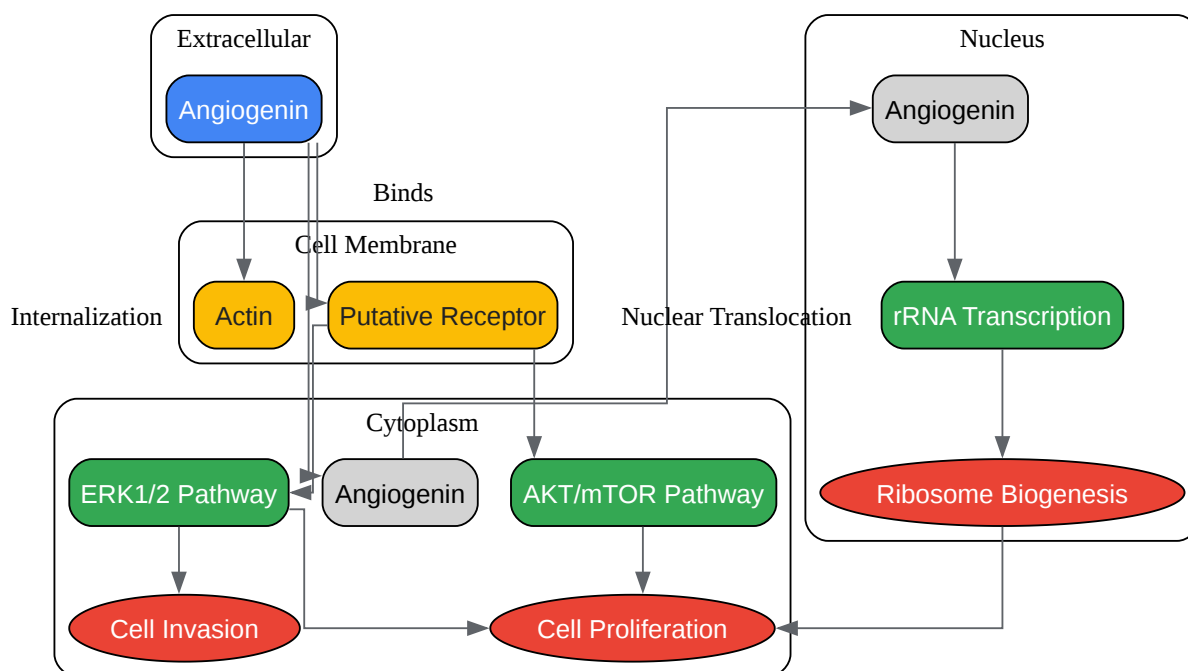 Extracellular
Nucleus
Angiogenin
Angiogenin
Binds
Cell Membrane
Internalization
Actin
Putative Receptor
Nuclear Translocation
rRNA Transcription
Cytoplasm
ERK1/2 Pathway
Angiogenin
AKT/mTOR Pathway
Ribosome Biogenesis
Cell Invasion
Cell Proliferation